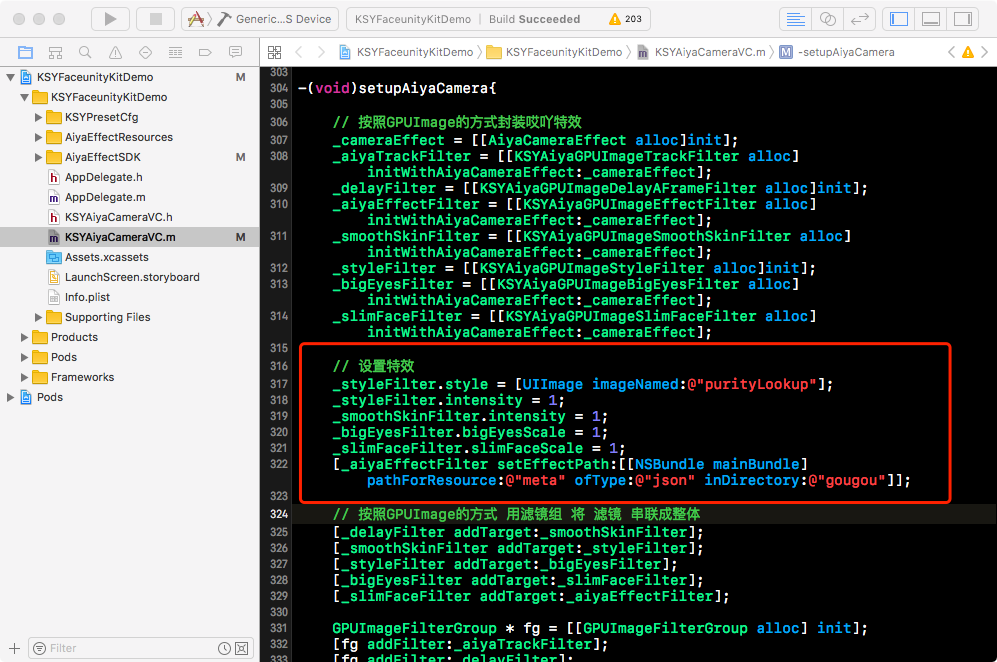 Generic...S Device
KSYFaceunityKitDemo | Build Succeeded
203
KSYFaceunityKitDemo
KSYFaceunityKitDemo
KSYAiyaCameraVC.m
M
-setupAiyaCamera
KSYFaceunityKitDemo M
KSYFaceunityKitDemo
KSYPresetCfg
AiyaEffectResources
AiyaEffectSDK M
h AppDelegate.h
m AppDelegate.m
h KSYAiyaCameraVC.h
m KSYAiyaCameraVC.m M
Assets.xcassets
LaunchScreen.storyboard
Info.plist
Supporting Files
Products
Pods
Frameworks
Pods
Filter
303
304 -(void)setupAiyaCamera{
305
306 // 按照GPUImage的方式封装哎吖特效
307 _cameraEffect = [[AiyaCameraEffect alloc]init];
308 _aiyaTrackFilter = [[KSYAiyaGPUImageTrackFilter alloc]
initWithAiyaCameraEffect:_cameraEffect];
309 _delayFilter = [[KSYAiyaGPUImageDelayAFrameFilter alloc]init];
310 _aiyaEffectFilter = [[KSYAiyaGPUImageEffectFilter alloc]
initWithAiyaCameraEffect:_cameraEffect];
311 _smoothSkinFilter = [[KSYAiyaGPUImageSmoothSkinFilter alloc]
initWithAiyaCameraEffect:_cameraEffect];
312 _styleFilter = [[KSYAiyaGPUImageStyleFilter alloc]init];
313 _bigEyesFilter = [[KSYAiyaGPUImageBigEyesFilter alloc]
initWithAiyaCameraEffect:_cameraEffect];
314 _slimFaceFilter = [[KSYAiyaGPUImageSlimFaceFilter alloc]
initWithAiyaCameraEffect:_cameraEffect];
315
316 // 设置特效
317 _styleFilter.style = [UIImage imageNamed:@"purityLookup"];
318 _styleFilter.intensity = 1;
319 _smoothSkinFilter.intensity = 1;
320 _bigEyesFilter.bigEyesScale = 1;
321 _slimFaceFilter.slimFaceScale = 1;
322 [_aiyaEffectFilter setEffectPath:[[NSBundle mainBundle]
pathForResource:@"meta" ofType:@"json" inDirectory:@"gougou"]];
323
324 // 按照GPUImage的方式 用滤镜组 将 滤镜 串联成整体
325 [_delayFilter addTarget:_smoothSkinFilter];
326 [_smoothSkinFilter addTarget:_styleFilter];
327 [_styleFilter addTarget:_bigEyesFilter];
328 [_bigEyesFilter addTarget:_slimFaceFilter];
329 [_slimFaceFilter addTarget:_aiyaEffectFilter];
330
331 GPUImageFilterGroup * fg = [[GPUImageFilterGroup alloc] init];
332 [fg addFilter:_aiyaTrackFilter];
333 [fg addFilter:_delayFilter];